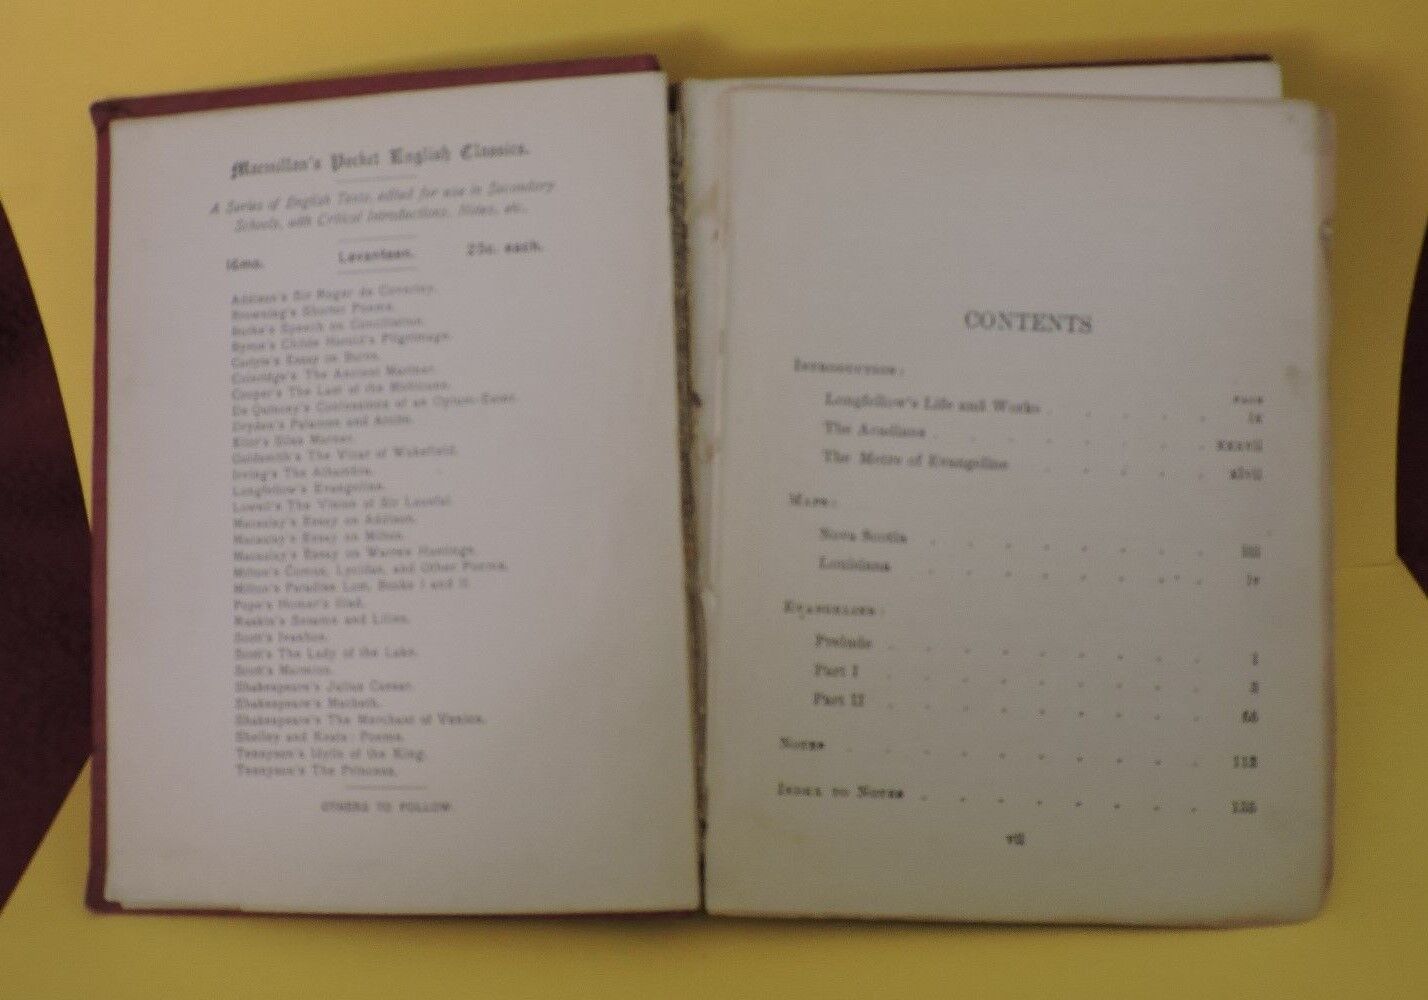 Macmillan's Pocket English Classics.
A Series of English Texts, edited for use in Secondary
Schools, with Critical Introductions, Notes, etc.
16mo. Levanteen. 25c. each.
Addison's Sir Roger de Coverley.
Browning's Shorter Poems.
Burke's Speech on Conciliation.
Byron's Childe Harold's Pilgrimage.
Carlyle's Essay on Burns.
Coleridge's The Ancient Mariner.
Cooper's The Last of the Mohicans.
De Quincey's Confessions of an Opium-Eater.
Dryden's Palamon and Arcite.
Eliot's Silas Marner.
Goldsmith's The Vicar of Wakefield.
Irving's The Alhambra.
Longfellow's Evangeline.
Lowell's The Vision of Sir Launfal.
Macaulay's Essay on Addison.
Macaulay's Essay on Milton.
Macaulay's Essay on Warren Hastings.
Milton's Comus, Lycidas, and Other Poems.
Milton's Paradise Lost, Books I and II.
Pope's Homer's Iliad.
Ruskin's Sesame and Lilies.
Scott's Ivanhoe.
Scott's The Lady of the Lake.
Scott's Marmion.
Shakespeare's Julius Caesar.
Shakespeare's Macbeth.
Shakespeare's The Merchant of Venice.
Shelley and Keats: Poems.
Tennyson's Idylls of the King.
Tennyson's The Princess.
OTHERS TO FOLLOW.
CONTENTS
INTRODUCTION:
PAGE
Longfellow's Life and Works . . . . . ix
The Acadians . . . . . . . . xxxvii
The Metre of Evangeline . . . . . xlvii
MAPS:
Nova Scotia . . . . . . . . liii
Louisiana . . . . . . . . lv
EVANGELINE:
Prelude . . . . . . . . . 1
Part I . . . . . . . . . 3
Part II . . . . . . . . .
NOTES . . . . . . . . . . 113
INDEX TO NOTES . . . . . . . .
vii